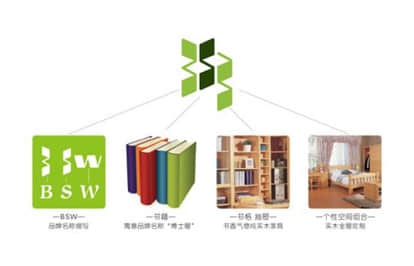 BSW
—BSW—
品牌名称缩写
—书籍—
寓意品牌名称“博士屋”
—书格 抽屉—
书香气息纯实木家具
—个性空间组合—
实木全屋定制